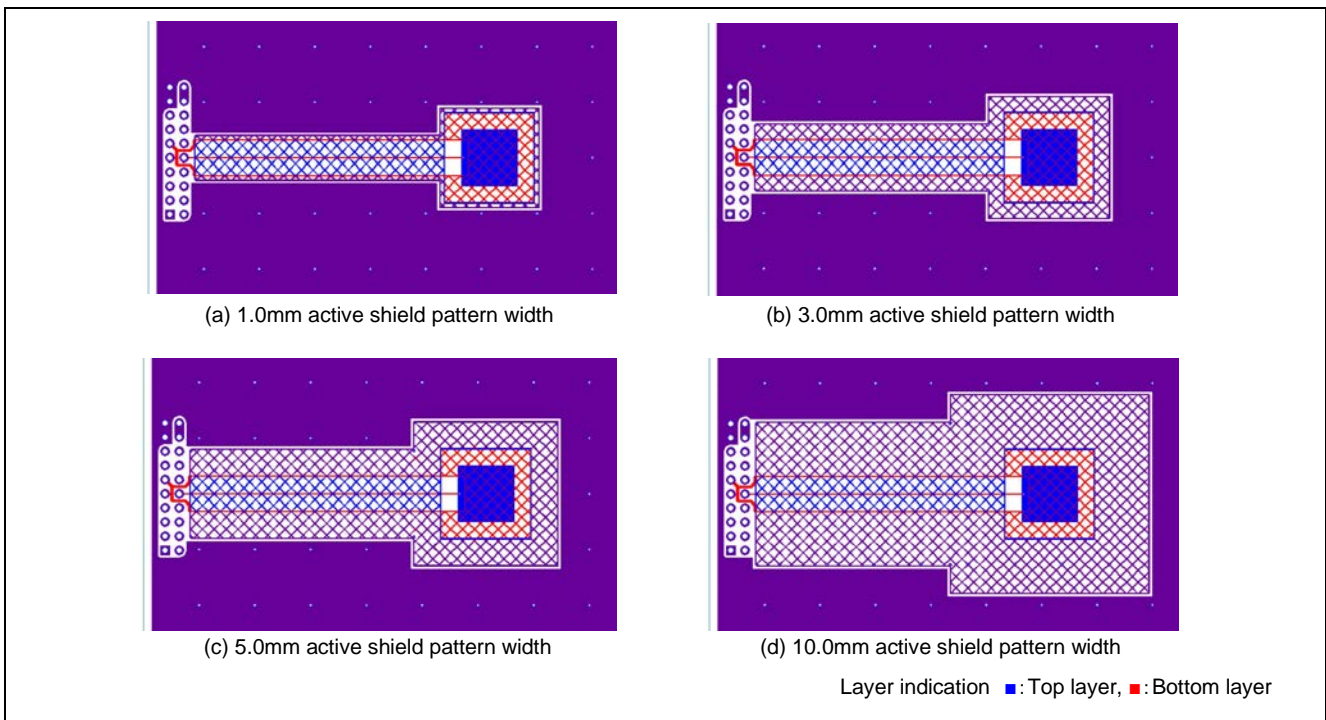 (a) 1.0mm active shield pattern width
(b) 3.0mm active shield pattern width
(c) 5.0mm active shield pattern width
(d) 10.0mm active shield pattern width
Layer indication ■: Top layer, ■: Bottom layer